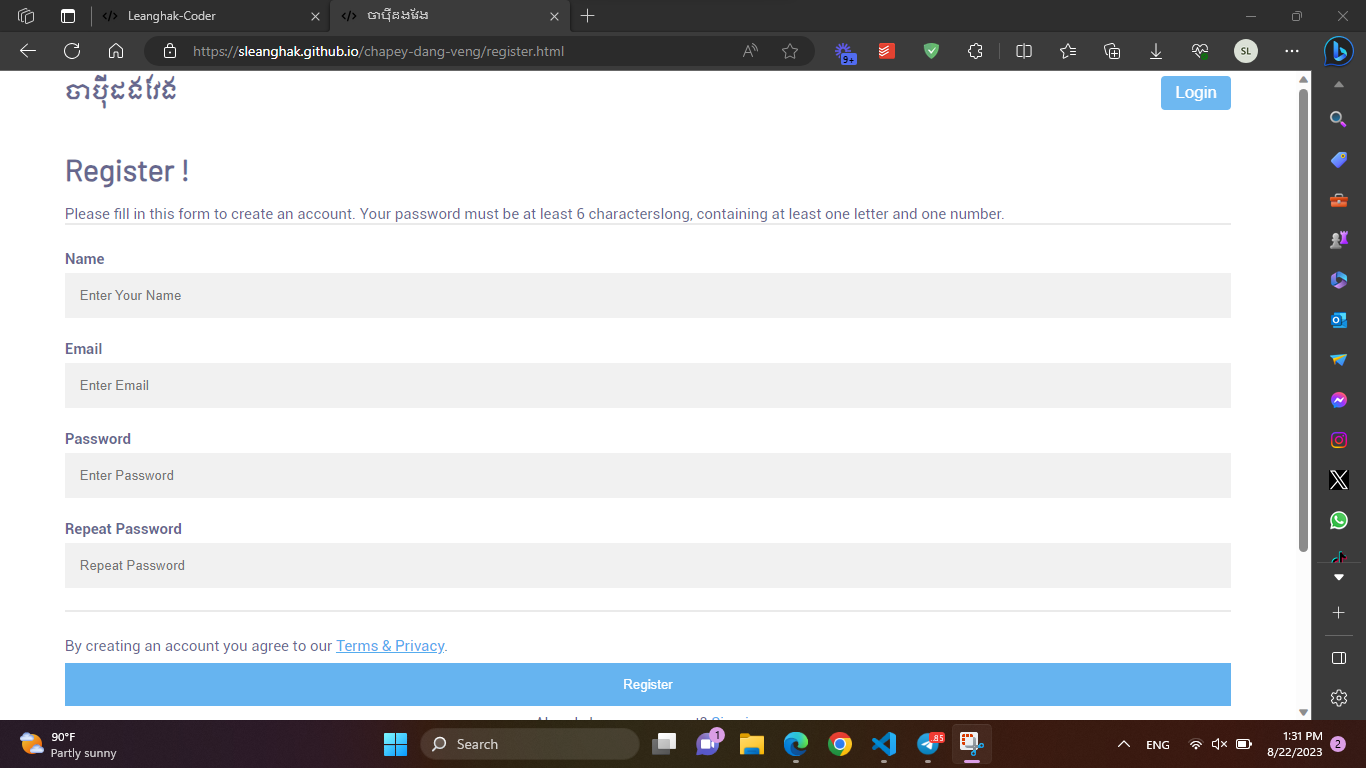 Leanghak-Coder
ចាប៉ីដងវែង
https://sleanghak.github.io/chapey-dang-veng/register.html
9+
SL
ចាប៉ីដងវែង
Login
Register !
Please fill in this form to create an account. Your password must be at least 6 characterslong, containing at least one letter and one number.
Name
Enter Your Name
Email
Enter Email
Password
Enter Password
Repeat Password
Repeat Password
By creating an account you agree to our Terms & Privacy.
Register
90°F
Partly sunny
Search
1
85
ENG
1:31 PM
8/22/2023
2